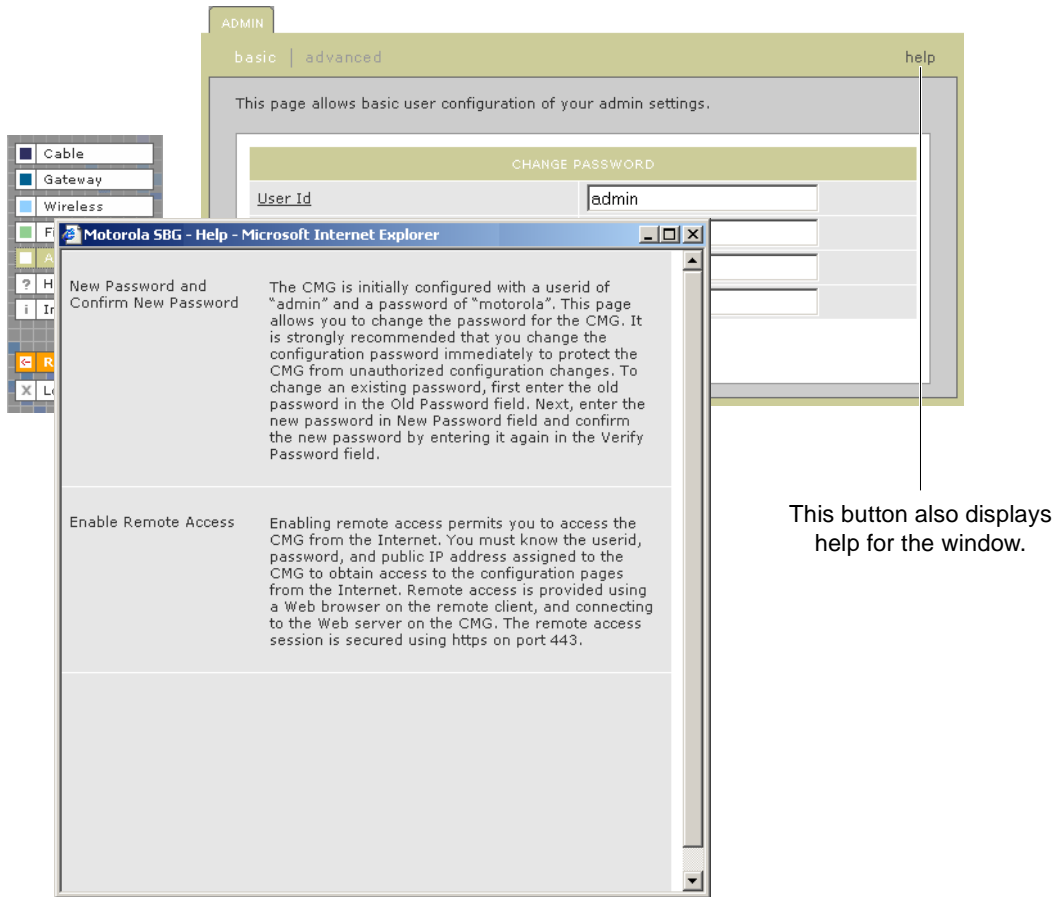 ADMIN
basic | advanced
help
This page allows basic user configuration of your admin settings.
CHANGE PASSWORD
User Id
admin
Cable
Gateway
Wireless
Motorola SBG - Help - Microsoft Internet Explorer
New Password and
Confirm New Password
The CMG is initially configured with a userid of
“admin” and a password of “motorola”. This page
allows you to change the password for the CMG. It
is strongly recommended that you change the
configuration password immediately to protect the
CMG from unauthorized configuration changes. To
change an existing password, first enter the old
password in the Old Password field. Next, enter the
new password in New Password field and confirm
the new password by entering it again in the Verify
Password field.
Enable Remote Access
Enabling remote access permits you to access the
CMG from the Internet. You must know the userid,
password, and public IP address assigned to the
CMG to obtain access to the configuration pages
from the Internet. Remote access is provided using
a Web browser on the remote client, and connecting
to the Web server on the CMG. The remote access
session is secured using https on port 443.
This button also displays
help for the window.